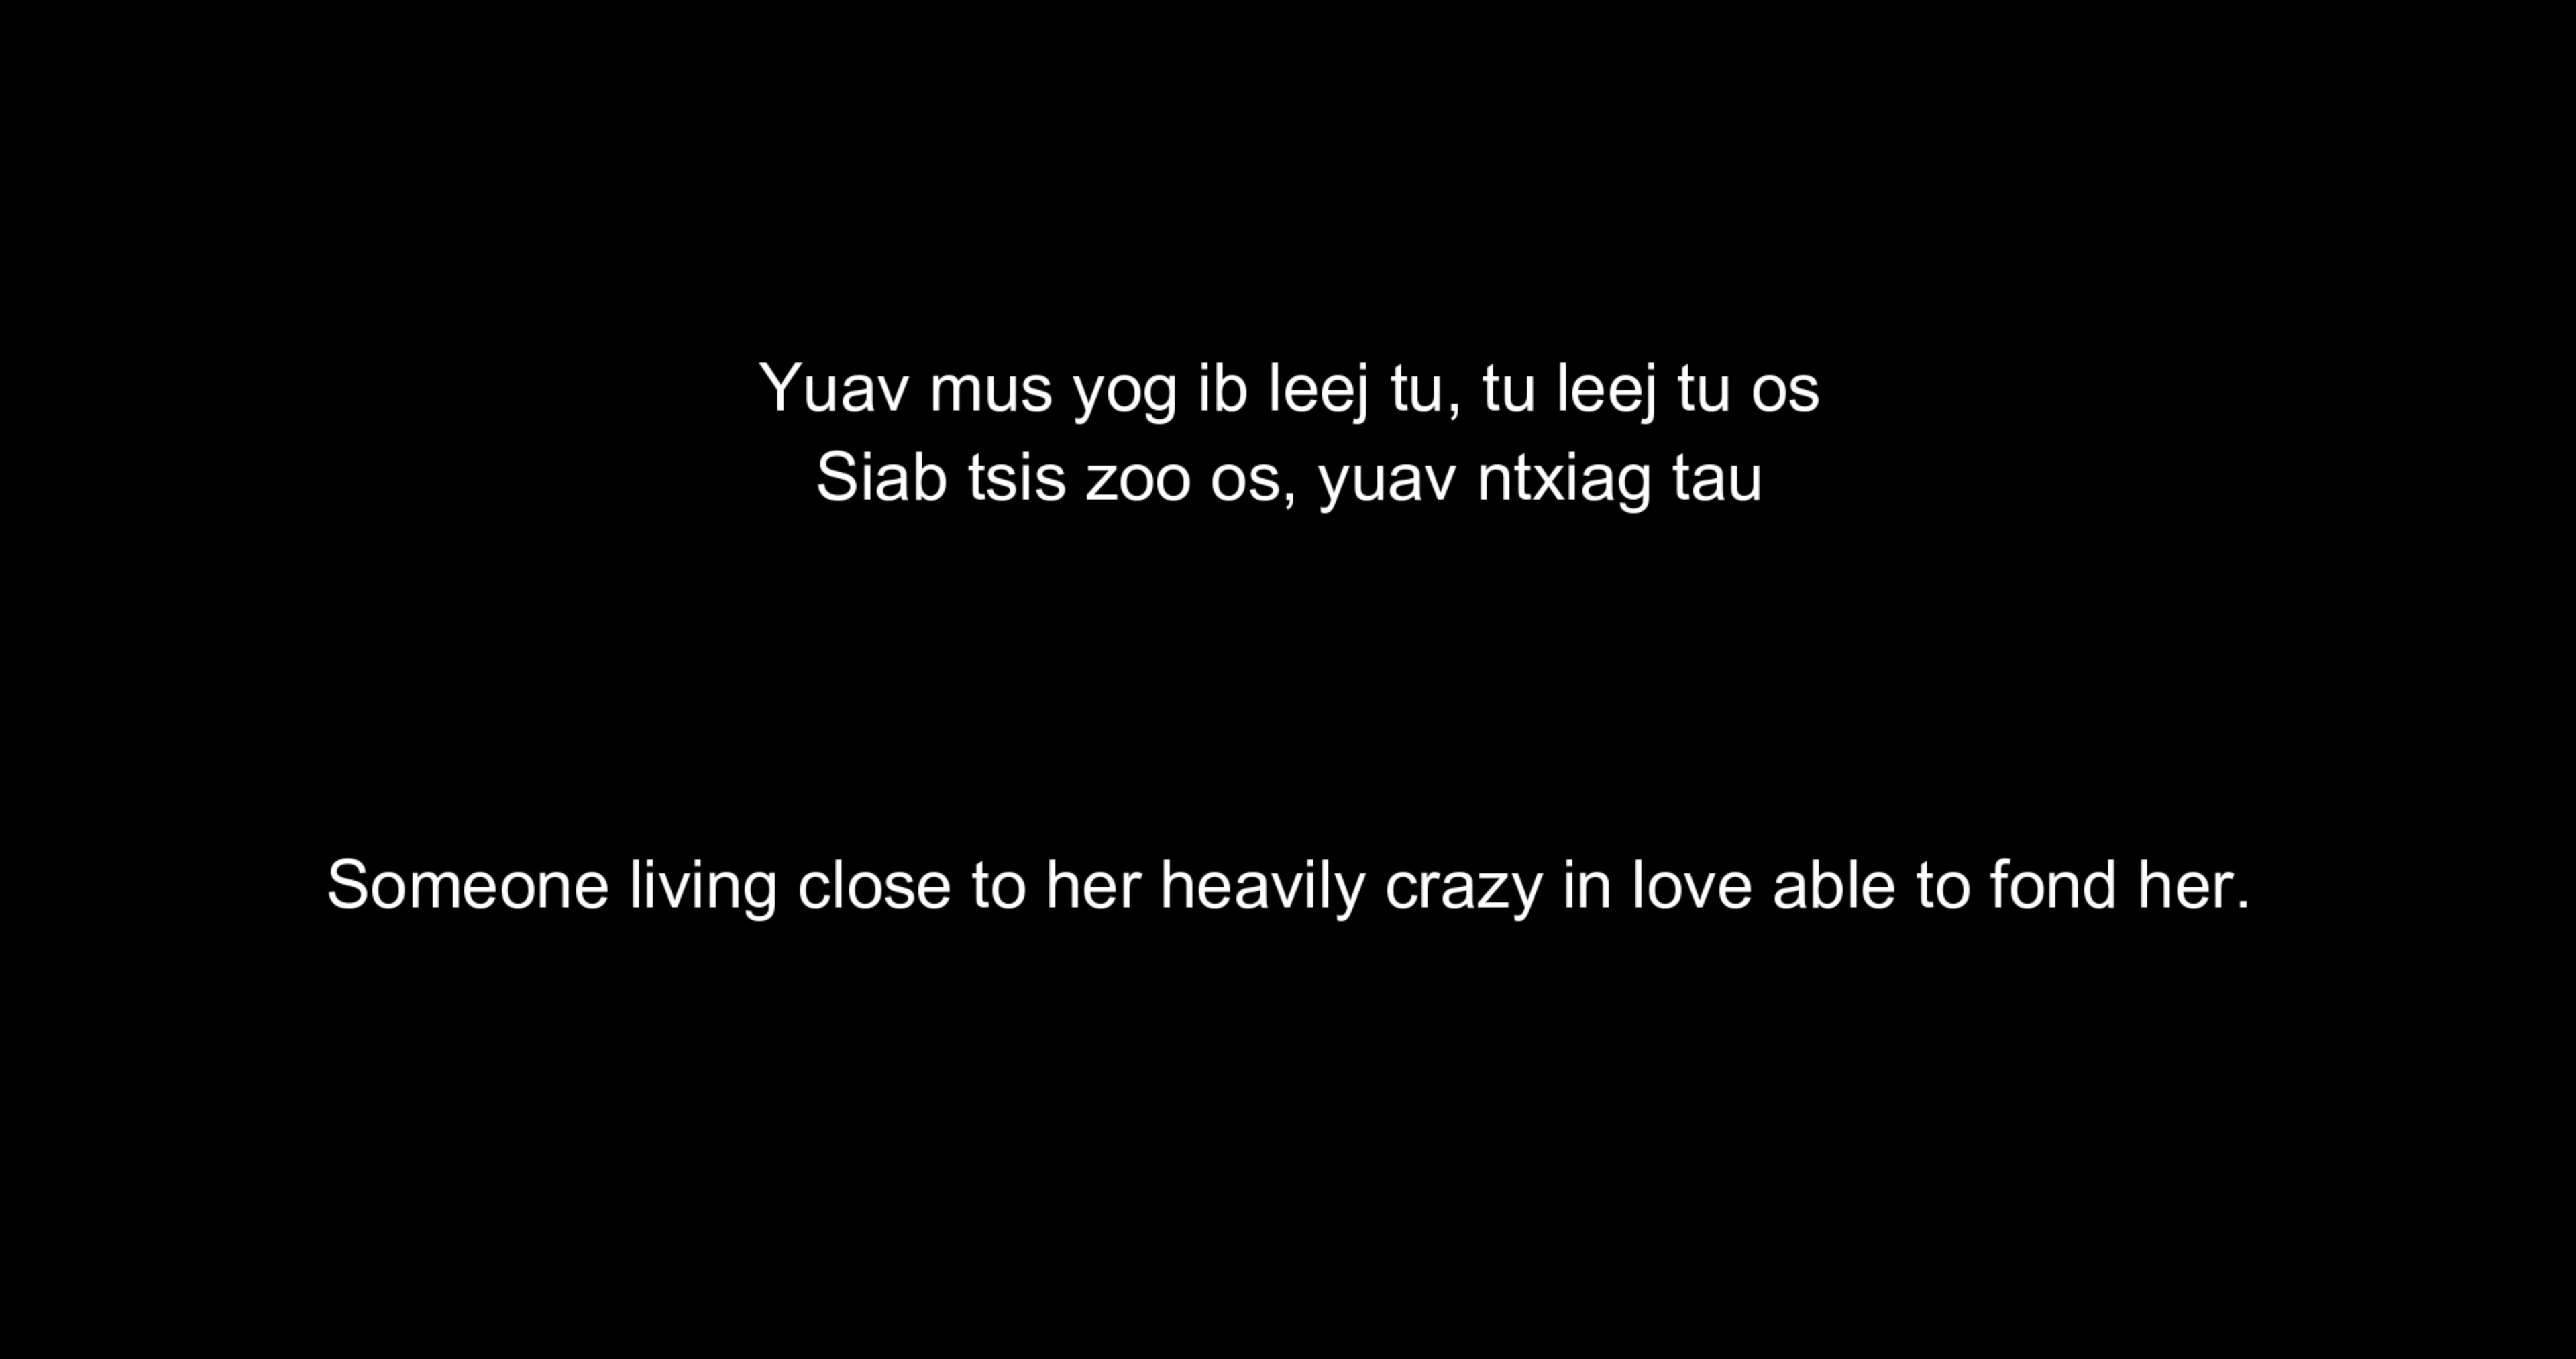 Yuav mus yog ib leej tu, tu leej tu os
Siab tsis zoo os, yuav ntxiag tau
Someone living close to her heavily crazy in love able to fond her.